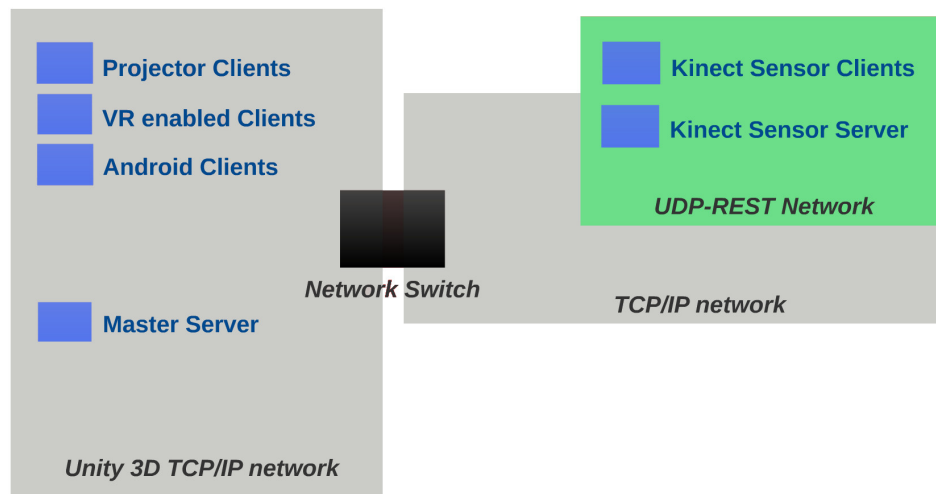 Projector Clients
VR enabled Clients
Android Clients
Master Server
Unity 3D TCP/IP network
Network Switch
Kinect Sensor Clients
Kinect Sensor Server
UDP-REST Network
TCP/IP network